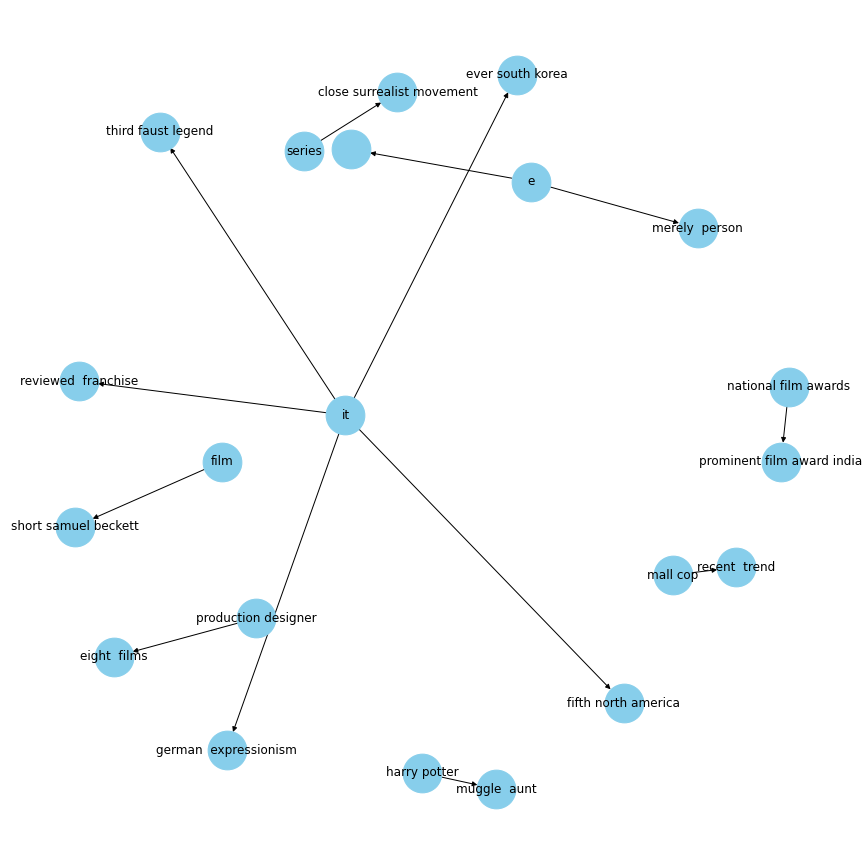 ever south korea
close surrealist movement
third faust legend
series
e
merely  person
reviewed  franchise
national film awards
it
film
prominent film award india
short samuel beckett
recent  trend
mall cop
production designer
eight  films
fifth north america
german  expressionism
harry potter
muggle  aunt